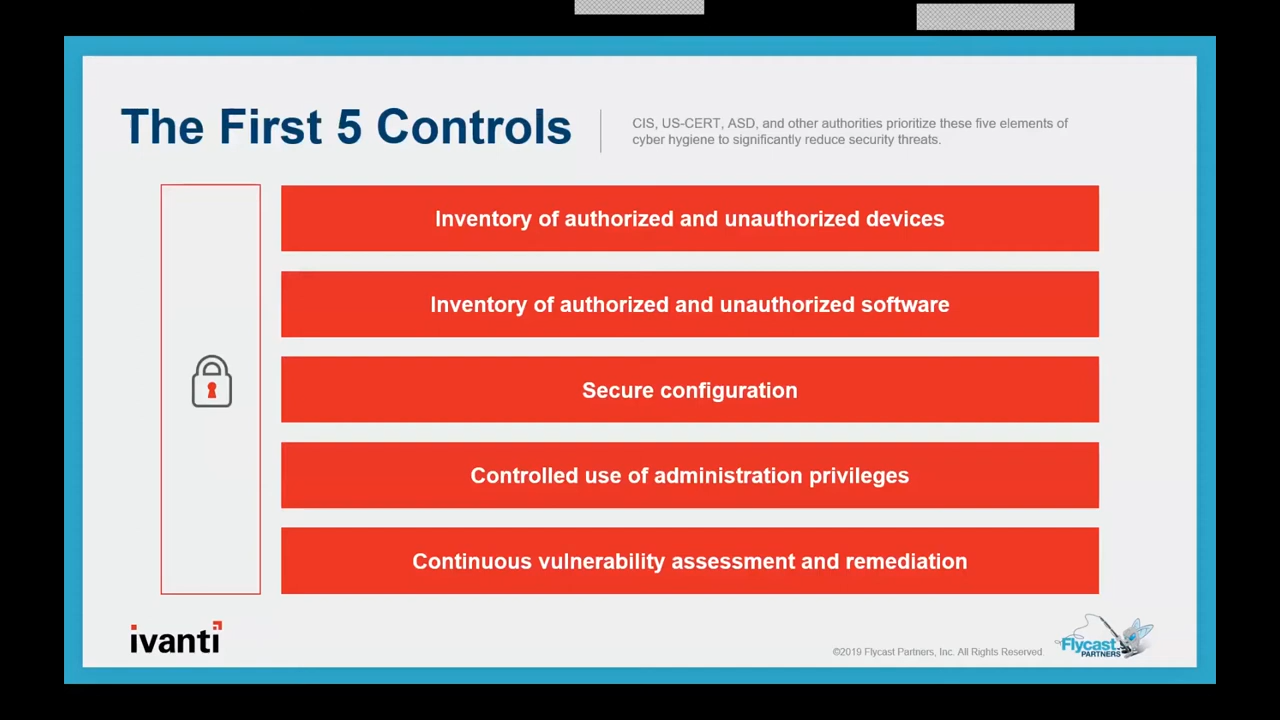 The First 5 Controls
CIS, US-CERT, ASD, and other authorities prioritize these five elements of
cyber hygiene to significantly reduce security threats.
Inventory of authorized and unauthorized devices
Inventory of authorized and unauthorized software
Secure configuration
Controlled use of administration privileges
Continuous vulnerability assessment and remediation
ivanti
©2019 Flycast Partners, Inc. All Rights Reserved
Flycast
PARTNERS